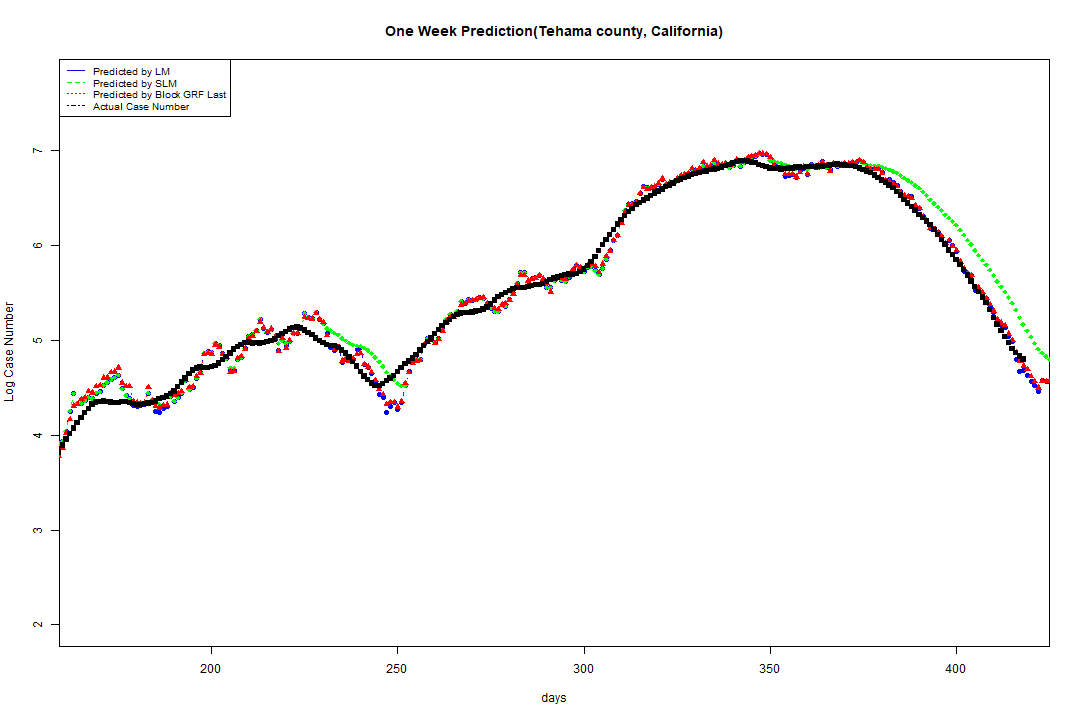 One Week Prediction(Tehama county, California)
Predicted by LM
Predicted by SLM
Predicted by Block GRF Last
Actual Case Number
7
6
5
4
3
2
Log Case Number
200 250 300 350 400
days